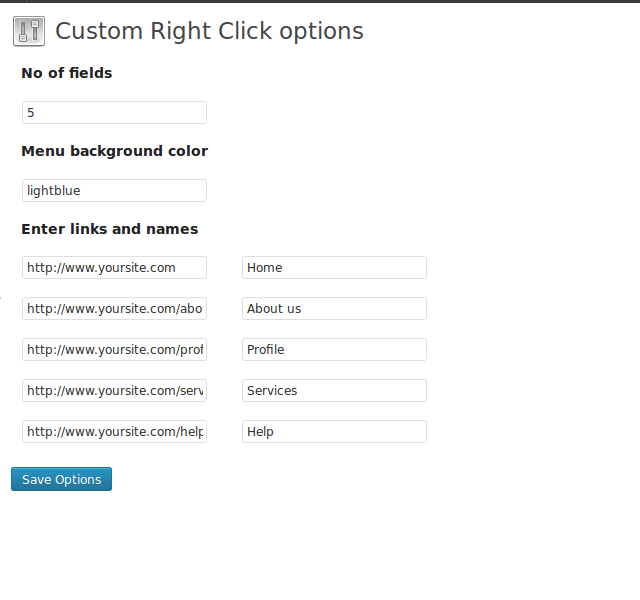 Custom Right Click options
No of fields
5
Menu background color
lightblue
Enter links and names
http://www.yoursite.com Home
http://www.yoursite.com/abo About us
http://www.yoursite.com/prof Profile
http://www.yoursite.com/serv Services
http://www.yoursite.com/help Help
Save Options